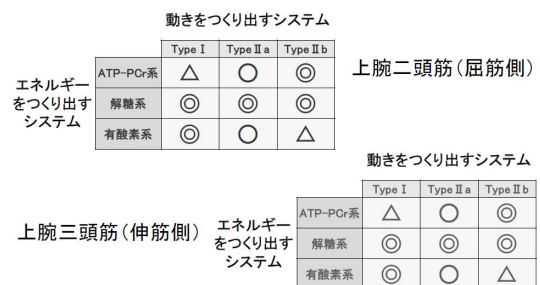 動きをつくり出すシステム
Type Ⅰ Type Ⅱa Type Ⅱb
ATP-PCr系 △ ○ ◎
解糖系 ◎ ◎ ◎
有酸素系 ◎ ○ △
エネルギー
をつくり出す
システム
上腕二頭筋(屈筋側)
動きをつくり出すシステム
Type Ⅰ Type Ⅱa Type Ⅱb
ATP-PCr系 △ ○ ◎
解糖系 ◎ ◎ ◎
有酸素系 ◎ ○ △
エネルギー
をつくり出す
システム
上腕三頭筋(伸筋側)